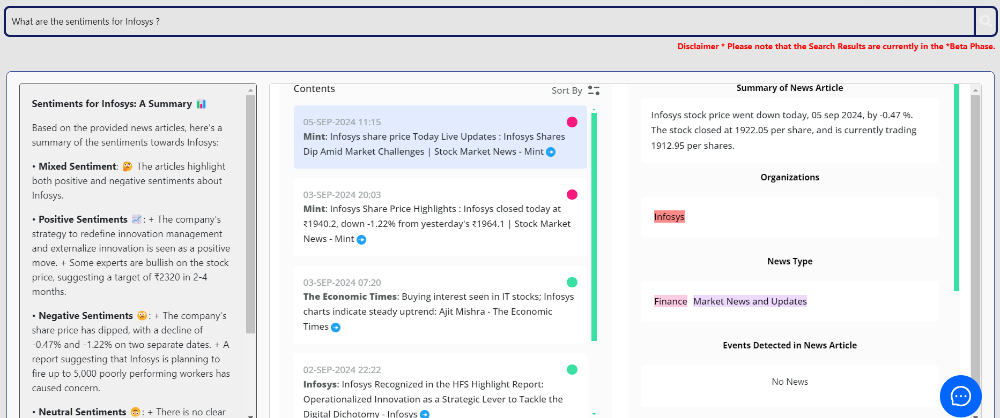 What are the sentiments for Infosys ?
Disclaimer * Please note that the Search Results are currently in the *Beta Phase.
Sentiments for Infosys: A Summary 📊
Based on the provided news articles, here's a
summary of the sentiments towards Infosys:
• Mixed Sentiment: 🤔 The articles highlight
both positive and negative sentiments about
Infosys.
• Positive Sentiments 📈: + The company's
strategy to redefine innovation management
and externalize innovation is seen as a positive
move. + Some experts are bullish on the stock
price, suggesting a target of ₹2320 in 2-4
months.
• Negative Sentiments 😕: + The company's
share price has dipped, with a decline of
-0.47% and -1.22% on two separate dates. + A
report suggesting that Infosys is planning to
fire up to 5,000 poorly performing workers has
caused concern.
• Neutral Sentiments 🙃: + There is no clear
Contents
Sort By
05-SEP-2024 11:15
Mint: Infosys share price Today Live Updates : Infosys Shares
Dip Amid Market Challenges | Stock Market News - Mint
03-SEP-2024 20:03
Mint: Infosys Share Price Highlights : Infosys closed today at
₹1940.2, down -1.22% from yesterday's ₹1964.1 | Stock Market
News - Mint
03-SEP-2024 07:20
The Economic Times: Buying interest seen in IT stocks; Infosys
charts indicate steady uptrend: Ajit Mishra - The Economic
Times
02-SEP-2024 22:22
Infosys: Infosys Recognized in the HFS Highlight Report:
Operationalized Innovation as a Strategic Lever to Tackle the
Digital Dichotomy - Infosys
Summary of News Article
Infosys stock price went down today, 05 sep 2024, by -0.47 %.
The stock closed at 1922.05 per share, and is currently trading
1912.95 per shares.
Organizations
Infosys
News Type
Finance Market News and Updates
Events Detected in News Article
No News